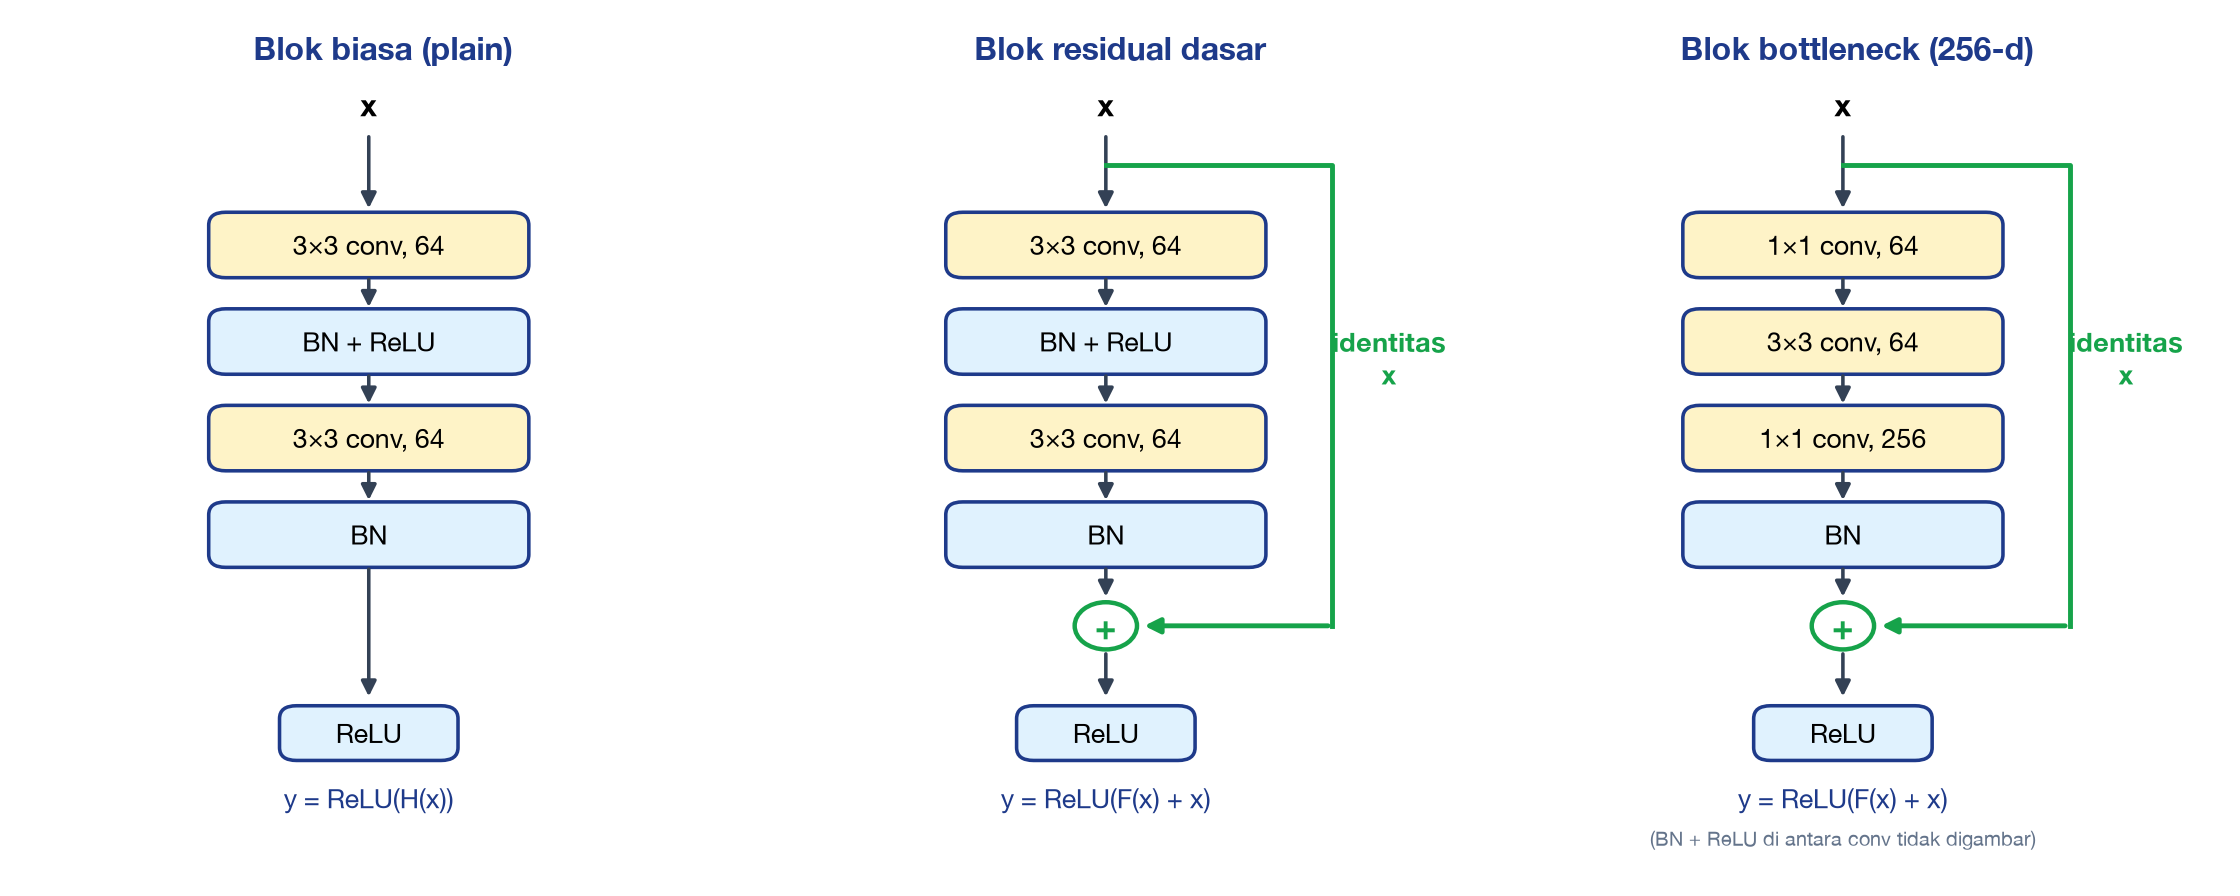 Blok biasa (plain)
x
3×3 conv, 64
BN + ReLU
3×3 conv, 64
BN
ReLU
y = ReLU(H(x))
Blok residual dasar
x
3×3 conv, 64
BN + ReLU
3×3 conv, 64
BN
+
ReLU
y = ReLU(F(x) + x)
identitas
x
Blok bottleneck (256-d)
x
1×1 conv, 64
3×3 conv, 64
1×1 conv, 256
BN
+
ReLU
y = ReLU(F(x) + x)
(BN + ReLU di antara conv tidak digambar)
identitas
x